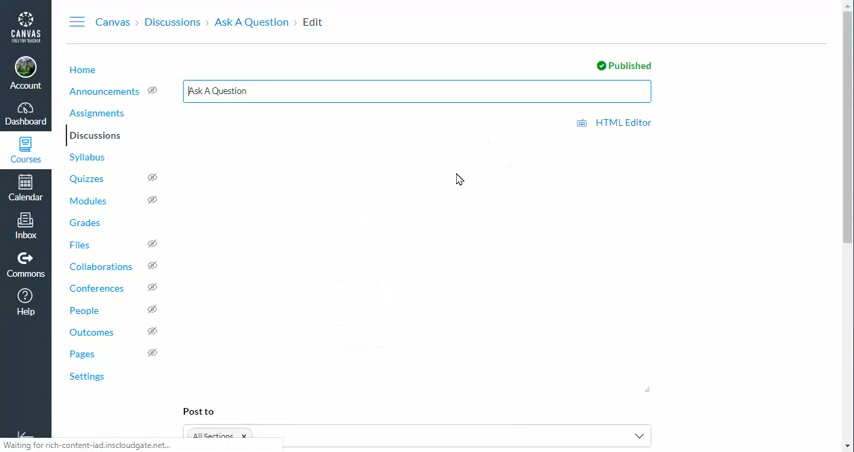 CANVAS
FREE FOR TEACHER
Account
Dashboard
Courses
Calendar
Inbox
Commons
Help
Canvas › Discussions › Ask A Question › Edit
Home
Announcements
Assignments
Discussions
Syllabus
Quizzes
Modules
Grades
Files
Collaborations
Conferences
People
Outcomes
Pages
Settings
Published
Ask A Question
HTML Editor
Post to
All Sections ×
Waiting for rich-content-iad.inscloudgate.net...